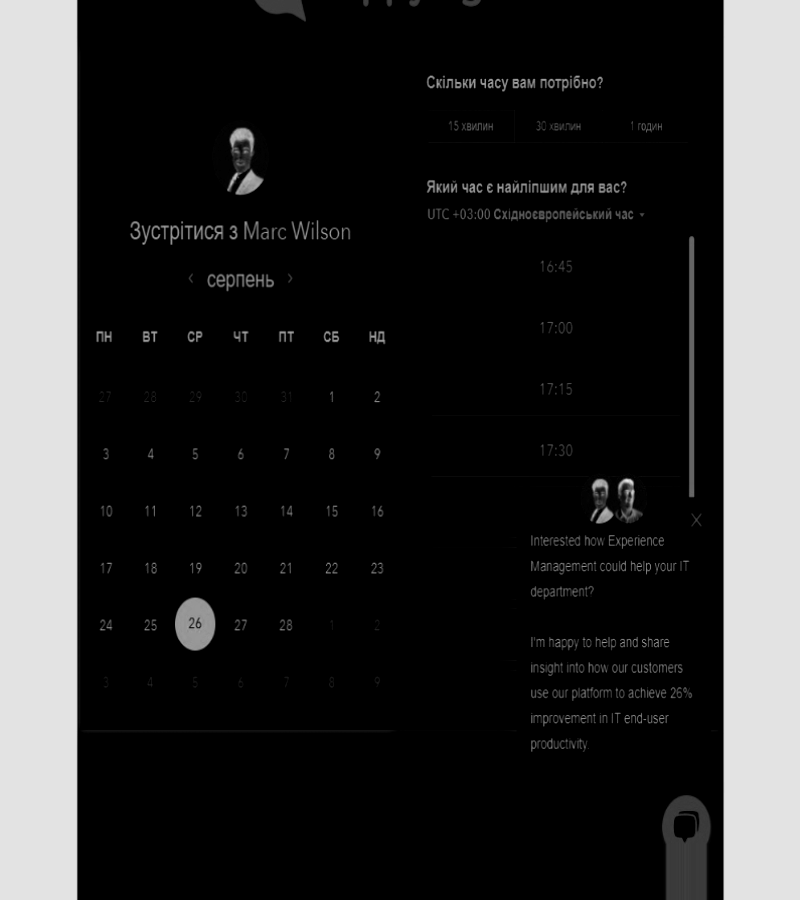 Зустрітися з Marc Wilson
серпень
ПН ВТ СР ЧТ ПТ СБ НД
27 28 29 30 31 1 2
3 4 5 6 7 8 9
10 11 12 13 14 15 16
17 18 19 20 21 22 23
24 25 26 27 28 1 2
3 4 5 6 7 8 9
Скільки часу вам потрібно?
15 хвилин 30 хвилин 1 годин
Який час є найліпшим для вас?
UTC +03:00 Східноєвропейський час
16:45
17:00
17:15
17:30
X
Interested how Experience
Management could help your IT
department?
I'm happy to help and share
insight into how our customers
use our platform to achieve 26%
improvement in IT end-user
productivity.